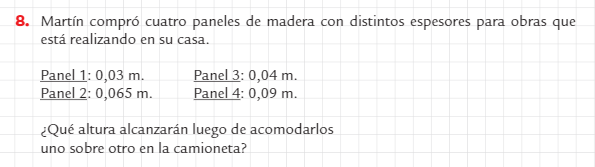 8. Martín compró cuatro paneles de madera con distintos espesores para obras que
está realizando en su casa.
Panel 1: 0,03 m. Panel 3: 0,04 m.
Panel 2: 0,065 m. Panel 4: 0,09 m.
¿Qué altura alcanzarán luego de acomodarlos
uno sobre otro en la camioneta?